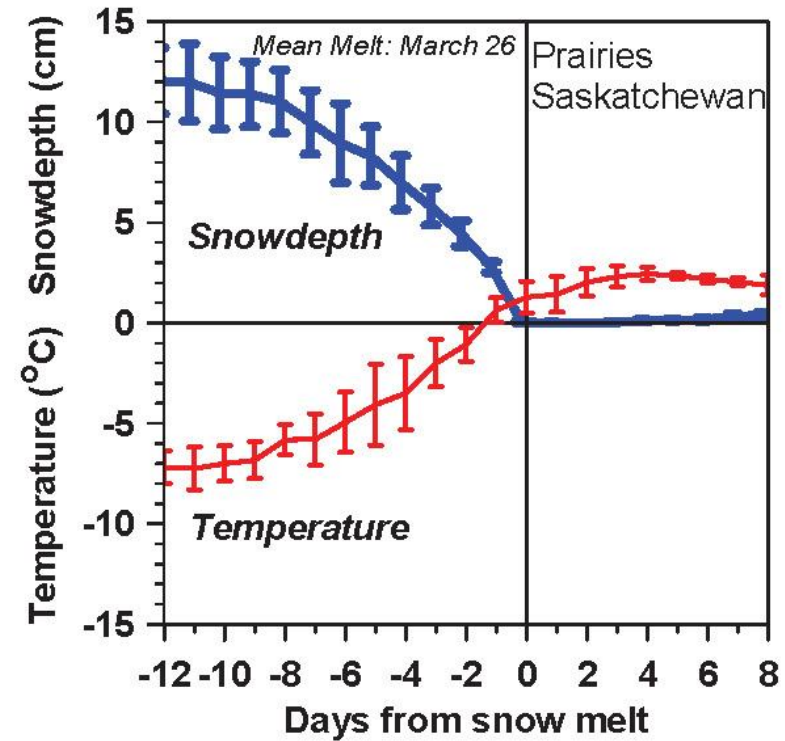 Snowdepth (cm)
Temperature (°C)
15
10
5
0
-5
-10
-15
Mean Melt: March 26
Prairies
Saskatchewan
Snowdepth
Temperature
-12 -10 -8 -6 -4 -2 0 2 4 6 8
Days from snow melt